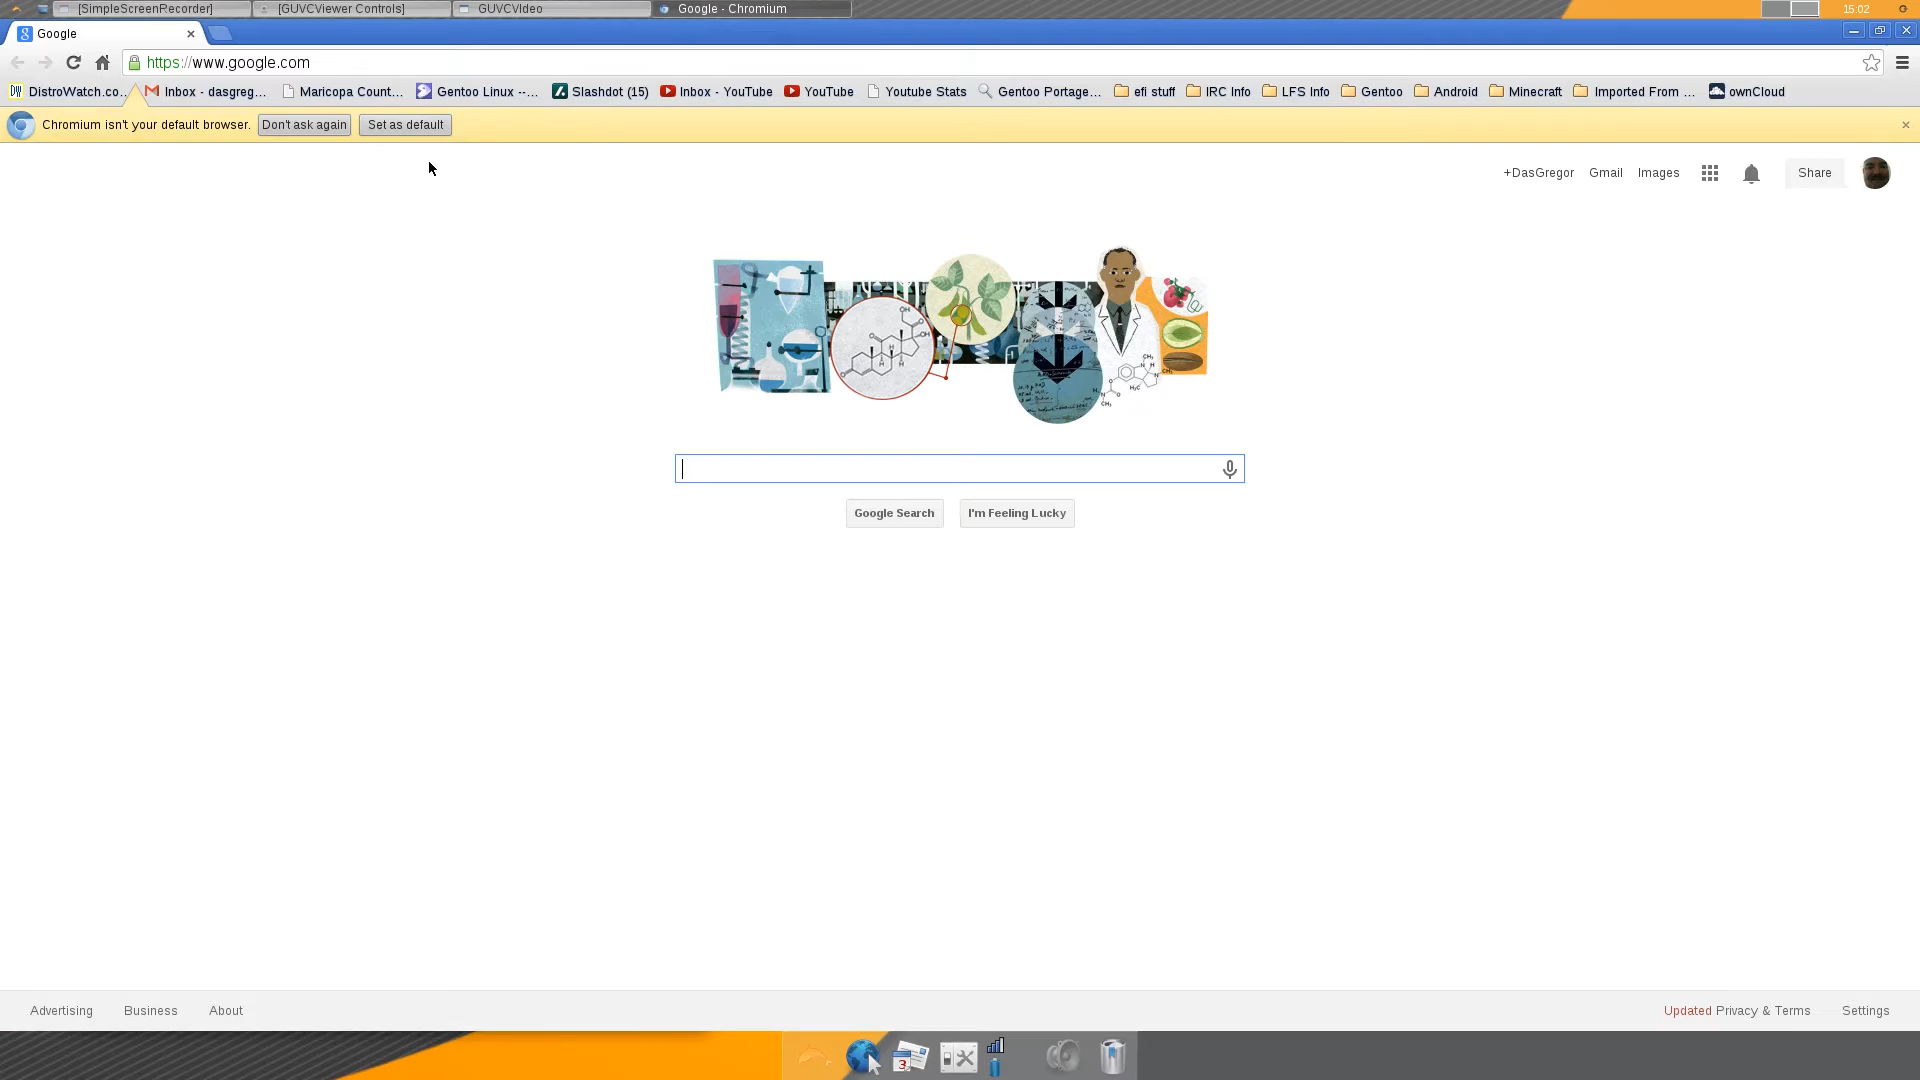 [SimpleScreenRecorder] [GUVCViewer Controls] GUVCVideo Google - Chromium 15:02
Google
https://www.google.com
DistroWatch.co... Inbox - dasgreg... Maricopa Count... Gentoo Linux --... Slashdot (15) Inbox - YouTube YouTube Youtube Stats Gentoo Portage... efi stuff IRC Info LFS Info Gentoo Android Minecraft Imported From ... ownCloud
Chromium isn't your default browser. Don't ask again Set as default
+DasGregor Gmail Images Share
Google Search I'm Feeling Lucky
Advertising Business About Updated Privacy & Terms Settings
3